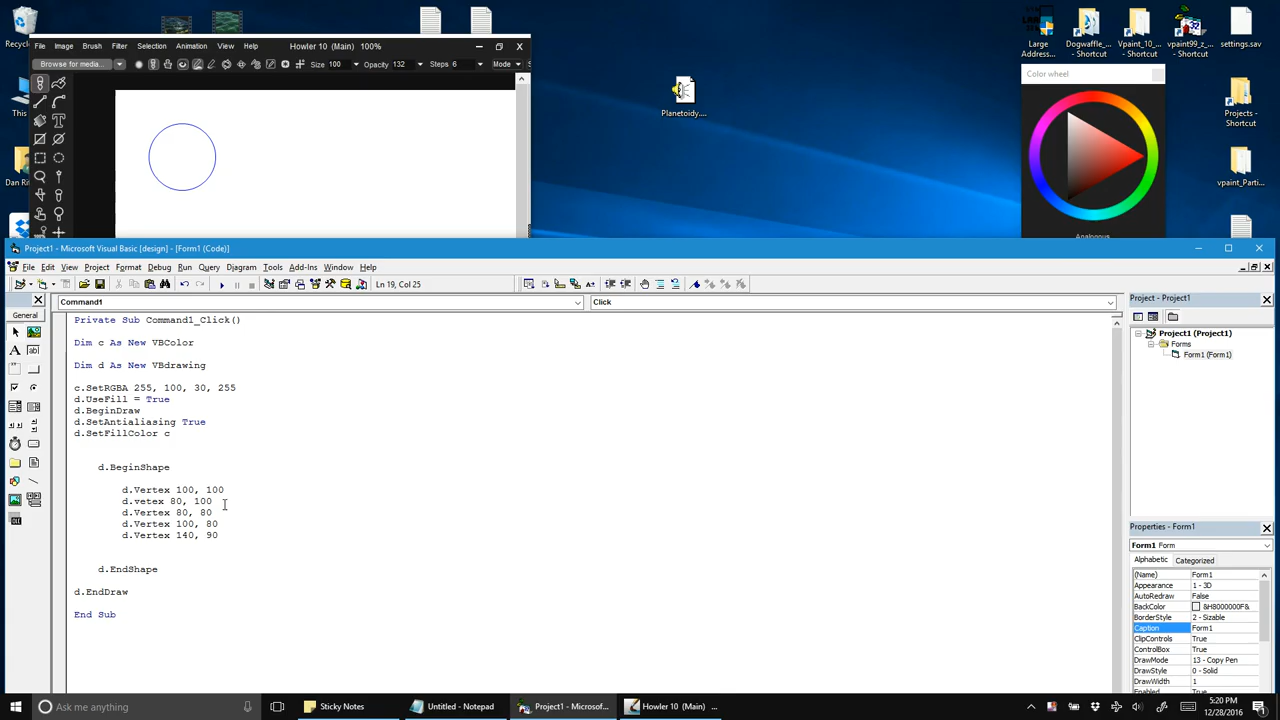 Recycl
Large
Address...
Dogwaffle_...
- Shortcut
Vpaint_10_...
- Shortcut
vpaint99_z_...
- Shortcut
settings.sav
File Image Brush Filter Selection Animation View Help Howler 10 (Main) 100%
Browse for media... Size 100 Opacity 132 Steps 6 Mode
This
Dan Ri
Planetoidy....
Color wheel
Analogous
Projects -
Shortcut
vpaint_Parti...
Project1 - Microsoft Visual Basic [design] - [Form1 (Code)]
File Edit View Project Format Debug Run Query Diagram Tools Add-Ins Window Help
Ln 19, Col 25
General
Command1 Click
Private Sub Command1_Click()
Dim c As New VBColor
Dim d As New VBdrawing
c.SetRGBA 255, 100, 30, 255
d.UseFill = True
d.BeginDraw
d.SetAntialiasing True
d.SetFillColor c
d.BeginShape
d.Vertex 100, 100
d.vetex 80, 100
d.Vertex 80, 80
d.Vertex 100, 80
d.Vertex 140, 90
d.EndShape
d.EndDraw
End Sub
Project - Project1
Project1 (Project1)
Forms
Form1 (Form1)
Properties - Form1
Form1 Form
Alphabetic Categorized
(Name) Form1
Appearance 1 - 3D
AutoRedraw False
BackColor &H8000000F&
BorderStyle 2 - Sizable
Caption Form1
ClipControls True
ControlBox True
DrawMode 13 - Copy Pen
DrawStyle 0 - Solid
DrawWidth 1
Enabled True
Ask me anything
Sticky Notes
Untitled - Notepad
Project1 - Microsof...
Howler 10 (Main) ...
5:20 PM
12/28/2016